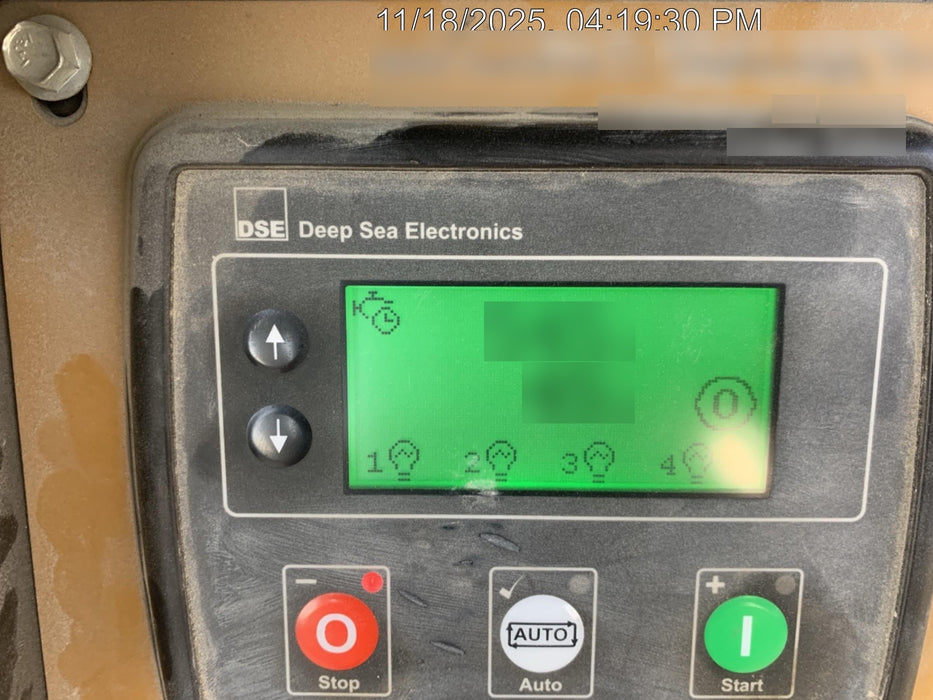 11/18/2025, 04:19:30 PM
DSE Deep Sea Electronics
0
1 2 3 4
− ✓ +
O AUTO I
Stop Auto Start